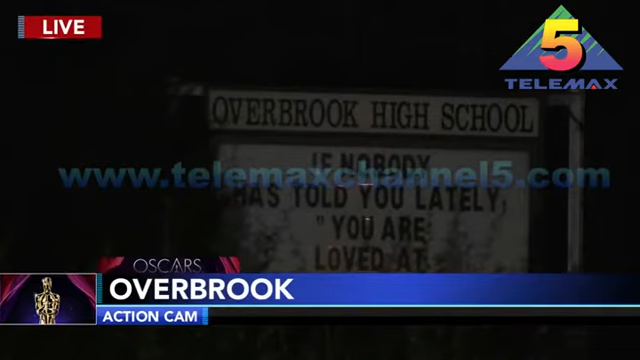 LIVE
5
TELEMAX
OVERBROOK HIGH SCHOOL
IF NOBODY
www.telemaxchannel5.com
HAS TOLD YOU LATELY,
"YOU ARE
LOVED AT
OSCARS
OVERBROOK
ACTION CAM